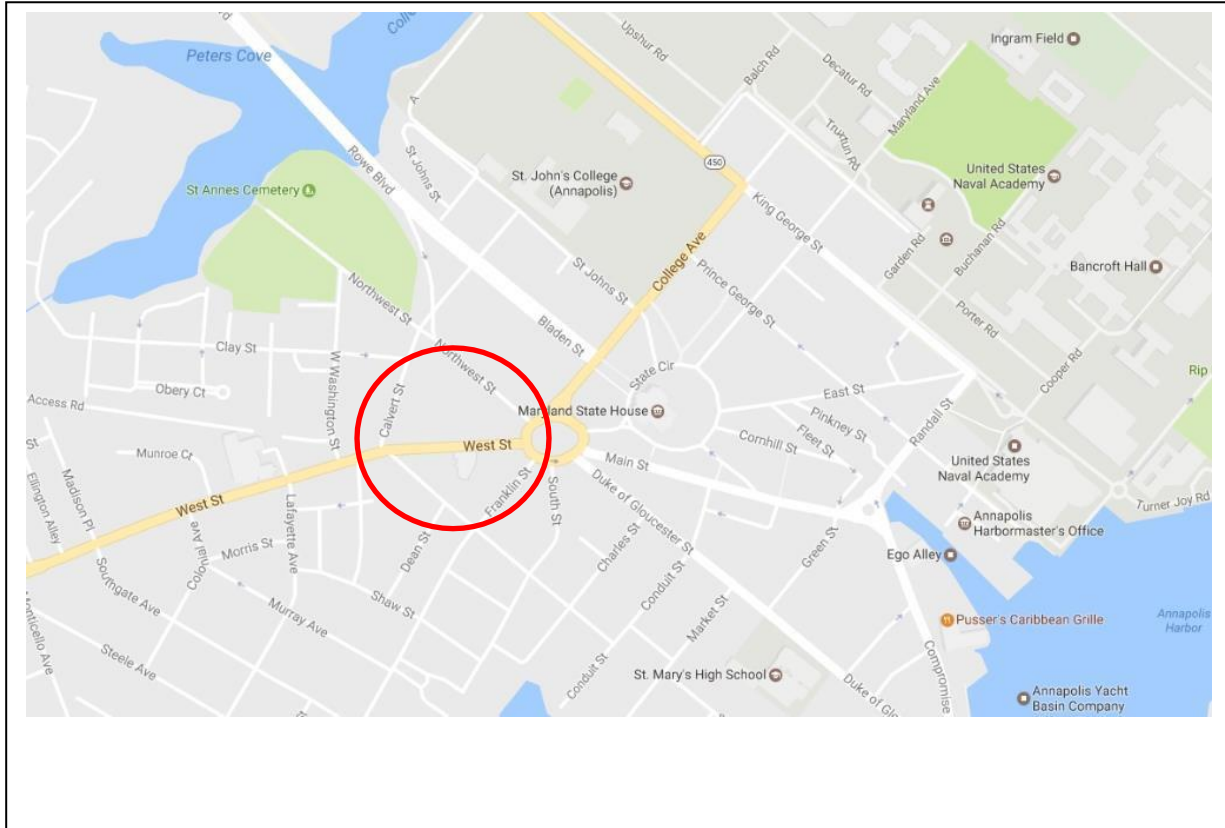 Peters Cove
Upshur Rd
Balch Rd
Decatur Rd
Maryland Ave
Ingram Field
A
St Johns St
Rowe Blvd
450
Truxtun Rd
St. John's College
(Annapolis)
United States
Naval Academy
St Annes Cemetery
King George St
Garden Rd
Buchanan Rd
College Ave
Prince George St
Bancroft Hall
St Johns St
Northwest St
Porter Rd
Bladen St
Clay St
W Washington St
Northwest St
State Cir
Cooper Rd
Rip
Obery Ct
Calvert St
East St
Access Rd
Maryland State House
Pinkney St
Randall St
West St
Cornhill St
Fleet St
Munroe Ct
Main St
United States
Naval Academy
St
Madison Pl
Ellington Alley
West St
Lafayette Ave
Franklin St
South St
Duke of Gloucester St
Turner Joy Rd
Annapolis
Harbormaster's Office
Colonial Ave
Morris St
Dean St
Charles St
Green St
Ego Alley
Southgate Ave
Shaw St
Conduit St
Murray Ave
Market St
Monticello Ave
Pusser's Caribbean Grille
Annapolis
Harbor
Steele Ave
Conduit St
St. Mary's High School
Duke of Glo
Compromise
Annapolis Yacht
Basin Company